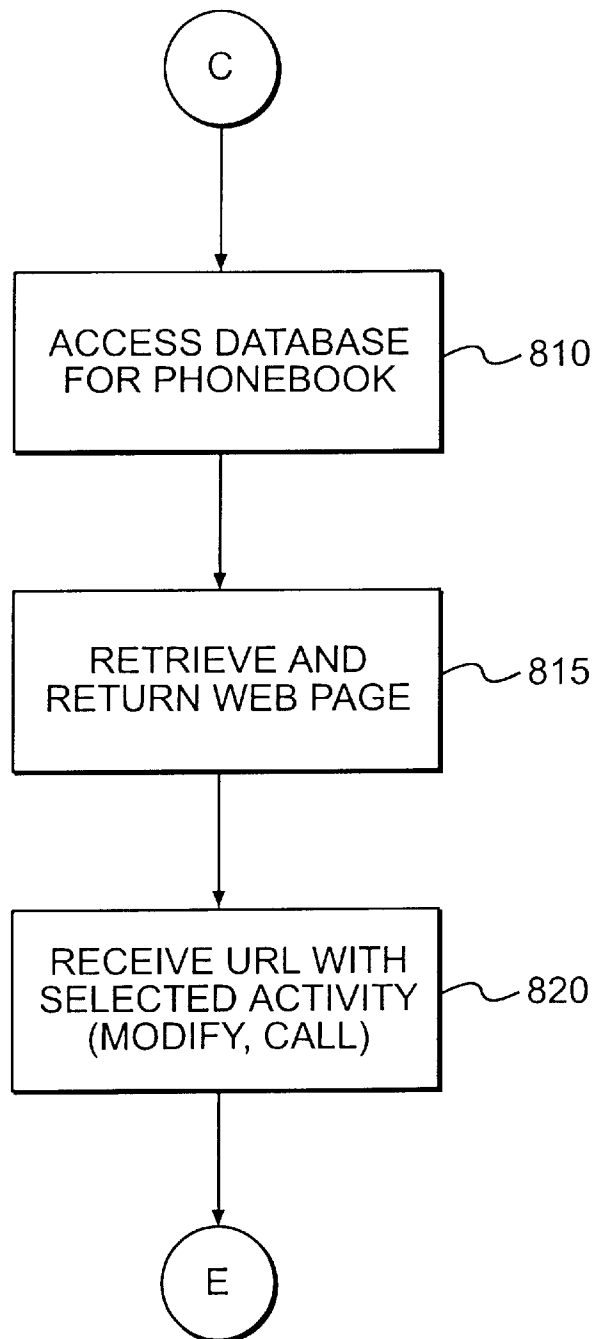 C
ACCESS DATABASE
FOR PHONEBOOK
810
RETRIEVE AND
RETURN WEB PAGE
815
RECEIVE URL WITH
SELECTED ACTIVITY
(MODIFY, CALL)
820
E